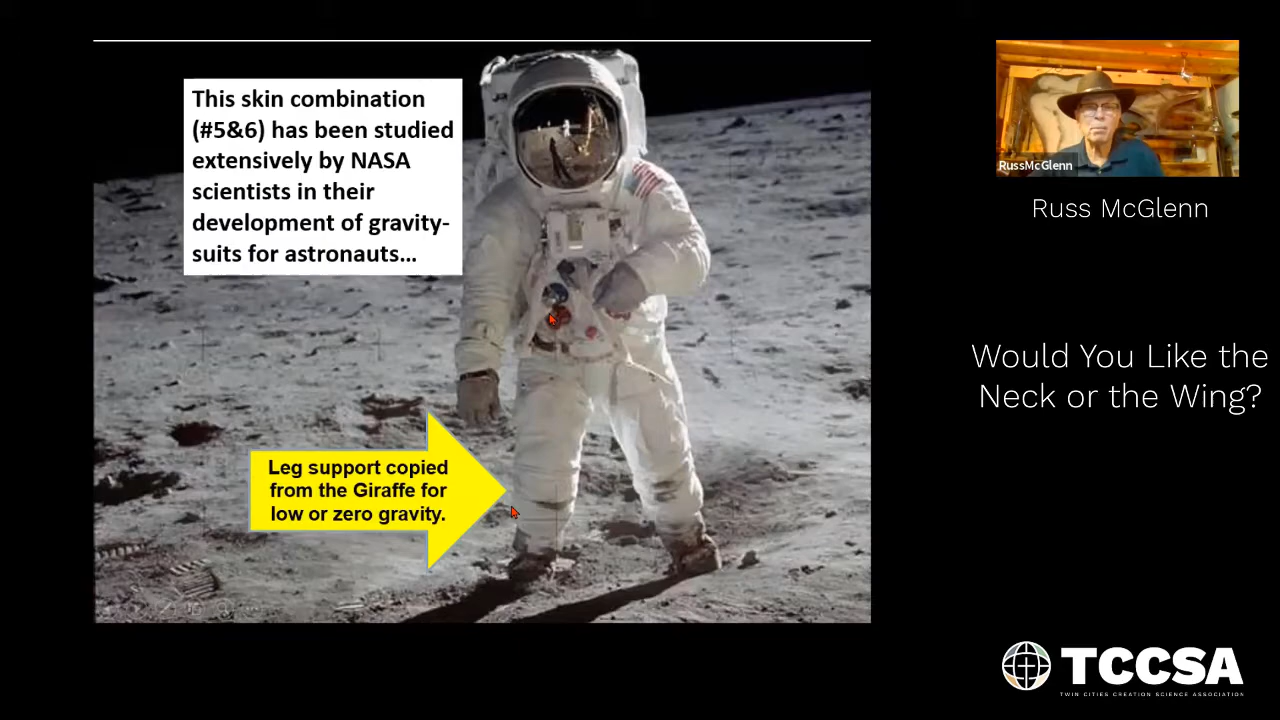 This skin combination
(#5&6) has been studied
extensively by NASA
scientists in their
development of gravity-
suits for astronauts...
Leg support copied
from the Giraffe for
low or zero gravity.
RussMcGlenn
Russ McGlenn
Would You Like the
Neck or the Wing?
TCCSA
TWIN CITIES CREATION SCIENCE ASSOCIATION